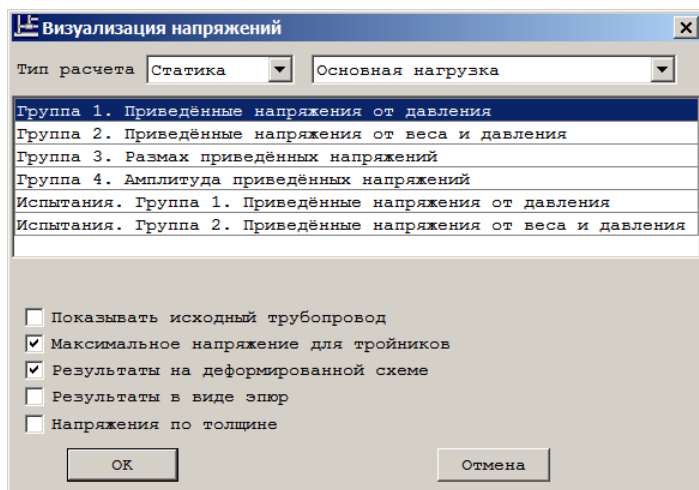 Визуализация напряжений
Тип расчета Статика Основная нагрузка
Группа 1. Приведённые напряжения от давления
Группа 2. Приведённые напряжения от веса и давления
Группа 3. Размах приведённых напряжений
Группа 4. Амплитуда приведённых напряжений
Испытания. Группа 1. Приведённые напряжения от давления
Испытания. Группа 2. Приведённые напряжения от веса и давления
Показывать исходный трубопровод
Максимальное напряжение для тройников
Результаты на деформированной схеме
Результаты в виде эпюр
Напряжения по толщине
ОК Отмена